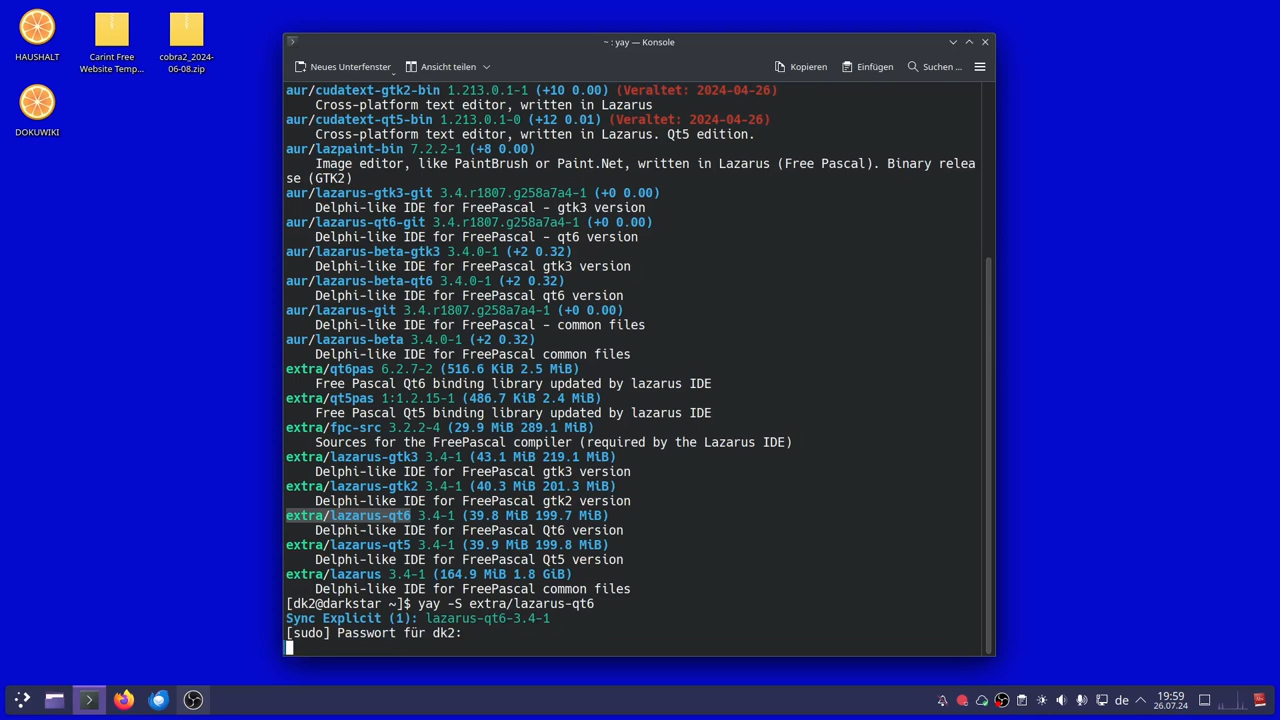 HAUSHALT
Carint Free
Website Temp...
cobra2_2024-
06-08.zip
DOKUWIKI
~ : yay — Konsole
Neues Unterfenster
Ansicht teilen
Kopieren
Einfügen
Suchen ...
aur/cudatext-gtk2-bin 1.213.0.1-1 (+10 0.00) (Veraltet: 2024-04-26)
Cross-platform text editor, written in Lazarus
aur/cudatext-qt5-bin 1.213.0.1-0 (+12 0.01) (Veraltet: 2024-04-26)
Cross-platform text editor, written in Lazarus. Qt5 edition.
aur/lazpaint-bin 7.2.2-1 (+8 0.00)
Image editor, like PaintBrush or Paint.Net, written in Lazarus (Free Pascal). Binary relea
se (GTK2)
aur/lazarus-gtk3-git 3.4.r1807.g258a7a4-1 (+0 0.00)
Delphi-like IDE for FreePascal - gtk3 version
aur/lazarus-qt6-git 3.4.r1807.g258a7a4-1 (+0 0.00)
Delphi-like IDE for FreePascal - qt6 version
aur/lazarus-beta-gtk3 3.4.0-1 (+2 0.32)
Delphi-like IDE for FreePascal gtk3 version
aur/lazarus-beta-qt6 3.4.0-1 (+2 0.32)
Delphi-like IDE for FreePascal qt6 version
aur/lazarus-git 3.4.r1807.g258a7a4-1 (+0 0.00)
Delphi-like IDE for FreePascal - common files
aur/lazarus-beta 3.4.0-1 (+2 0.32)
Delphi-like IDE for FreePascal common files
extra/qt6pas 6.2.7-2 (516.6 KiB 2.5 MiB)
Free Pascal Qt6 binding library updated by lazarus IDE
extra/qt5pas 1:1.2.15-1 (486.7 KiB 2.4 MiB)
Free Pascal Qt5 binding library updated by lazarus IDE
extra/fpc-src 3.2.2-4 (29.9 MiB 289.1 MiB)
Sources for the FreePascal compiler (required by the Lazarus IDE)
extra/lazarus-gtk3 3.4-1 (43.1 MiB 219.1 MiB)
Delphi-like IDE for FreePascal gtk3 version
extra/lazarus-gtk2 3.4-1 (40.3 MiB 201.3 MiB)
Delphi-like IDE for FreePascal gtk2 version
extra/lazarus-qt6 3.4-1 (39.8 MiB 199.7 MiB)
Delphi-like IDE for FreePascal Qt6 version
extra/lazarus-qt5 3.4-1 (39.9 MiB 199.8 MiB)
Delphi-like IDE for FreePascal Qt5 version
extra/lazarus 3.4-1 (164.9 MiB 1.8 GiB)
Delphi-like IDE for FreePascal common files
[dk2@darkstar ~]$ yay -S extra/lazarus-qt6
Sync Explicit (1): lazarus-qt6-3.4-1
[sudo] Passwort für dk2:
de
19:59
26.07.24